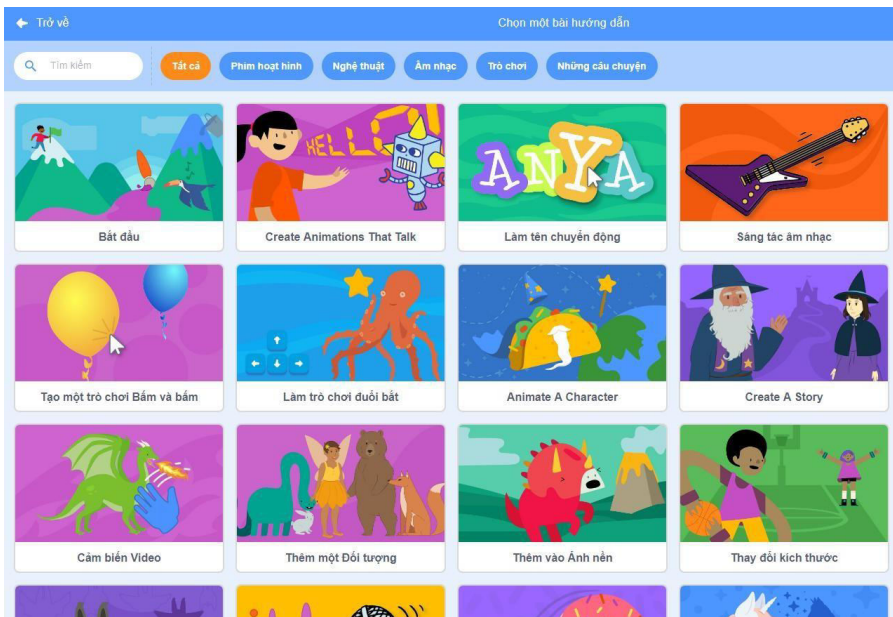 Trở về
Chọn một bài hướng dẫn
Tìm kiếm
Tất cả
Phim hoạt hình
Nghệ thuật
Âm nhạc
Trò chơi
Những câu chuyện
HELLO!
ANYA
Bắt đầu
Create Animations That Talk
Làm tên chuyển động
Sáng tác âm nhạc
Tạo một trò chơi Bấm và bấm
Làm trò chơi đuổi bắt
Animate A Character
Create A Story
Cảm biến Video
Thêm một Đối tượng
Thêm vào Ảnh nền
Thay đổi kích thước